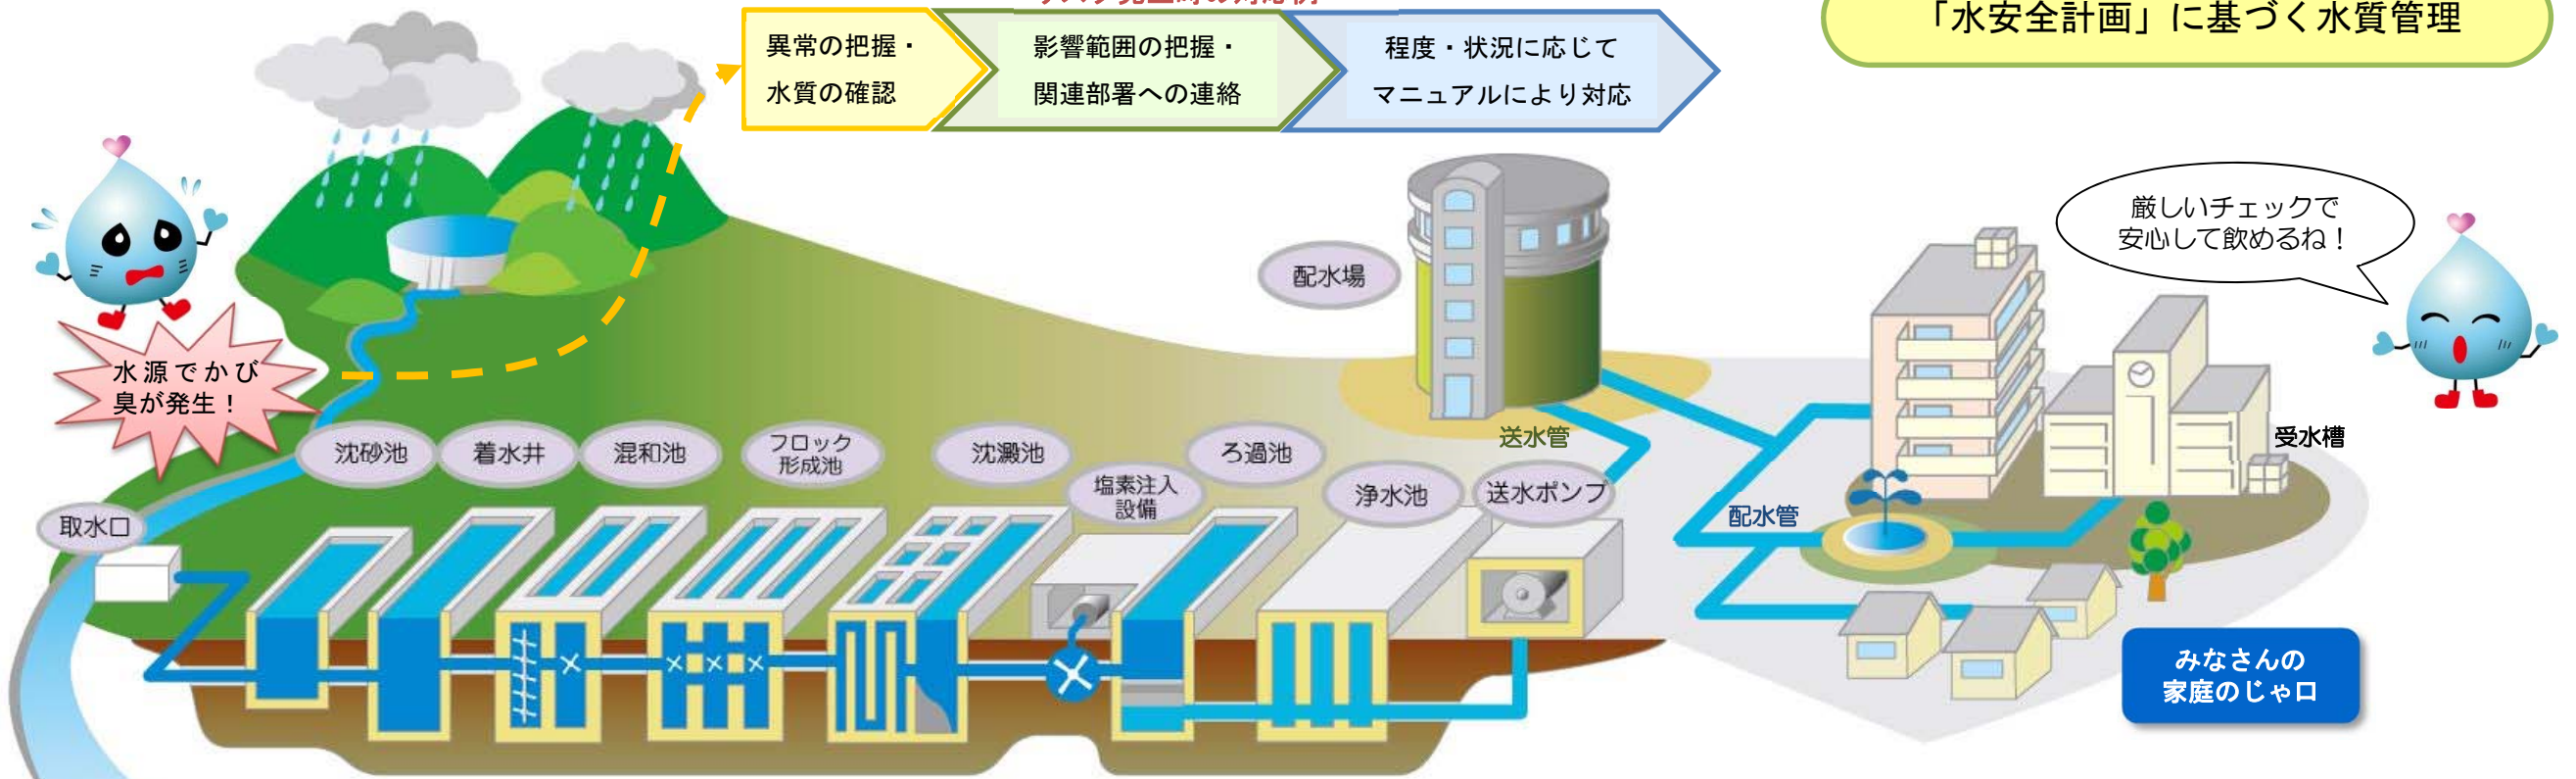 「水安全計画」に基づく水質管理
異常の把握・
水質の確認
影響範囲の把握・
関連部署への連絡
程度・状況に応じて
マニュアルにより対応
厳しいチェックで
安心して飲めるね！
配水場
水源でかび
臭が発生！
送水管
受水槽
沈砂池
着水井
混和池
フロック
形成池
沈澱池
塩素注入
設備
ろ過池
浄水池
送水ポンプ
取水口
配水管
みなさんの
家庭のじゃ口